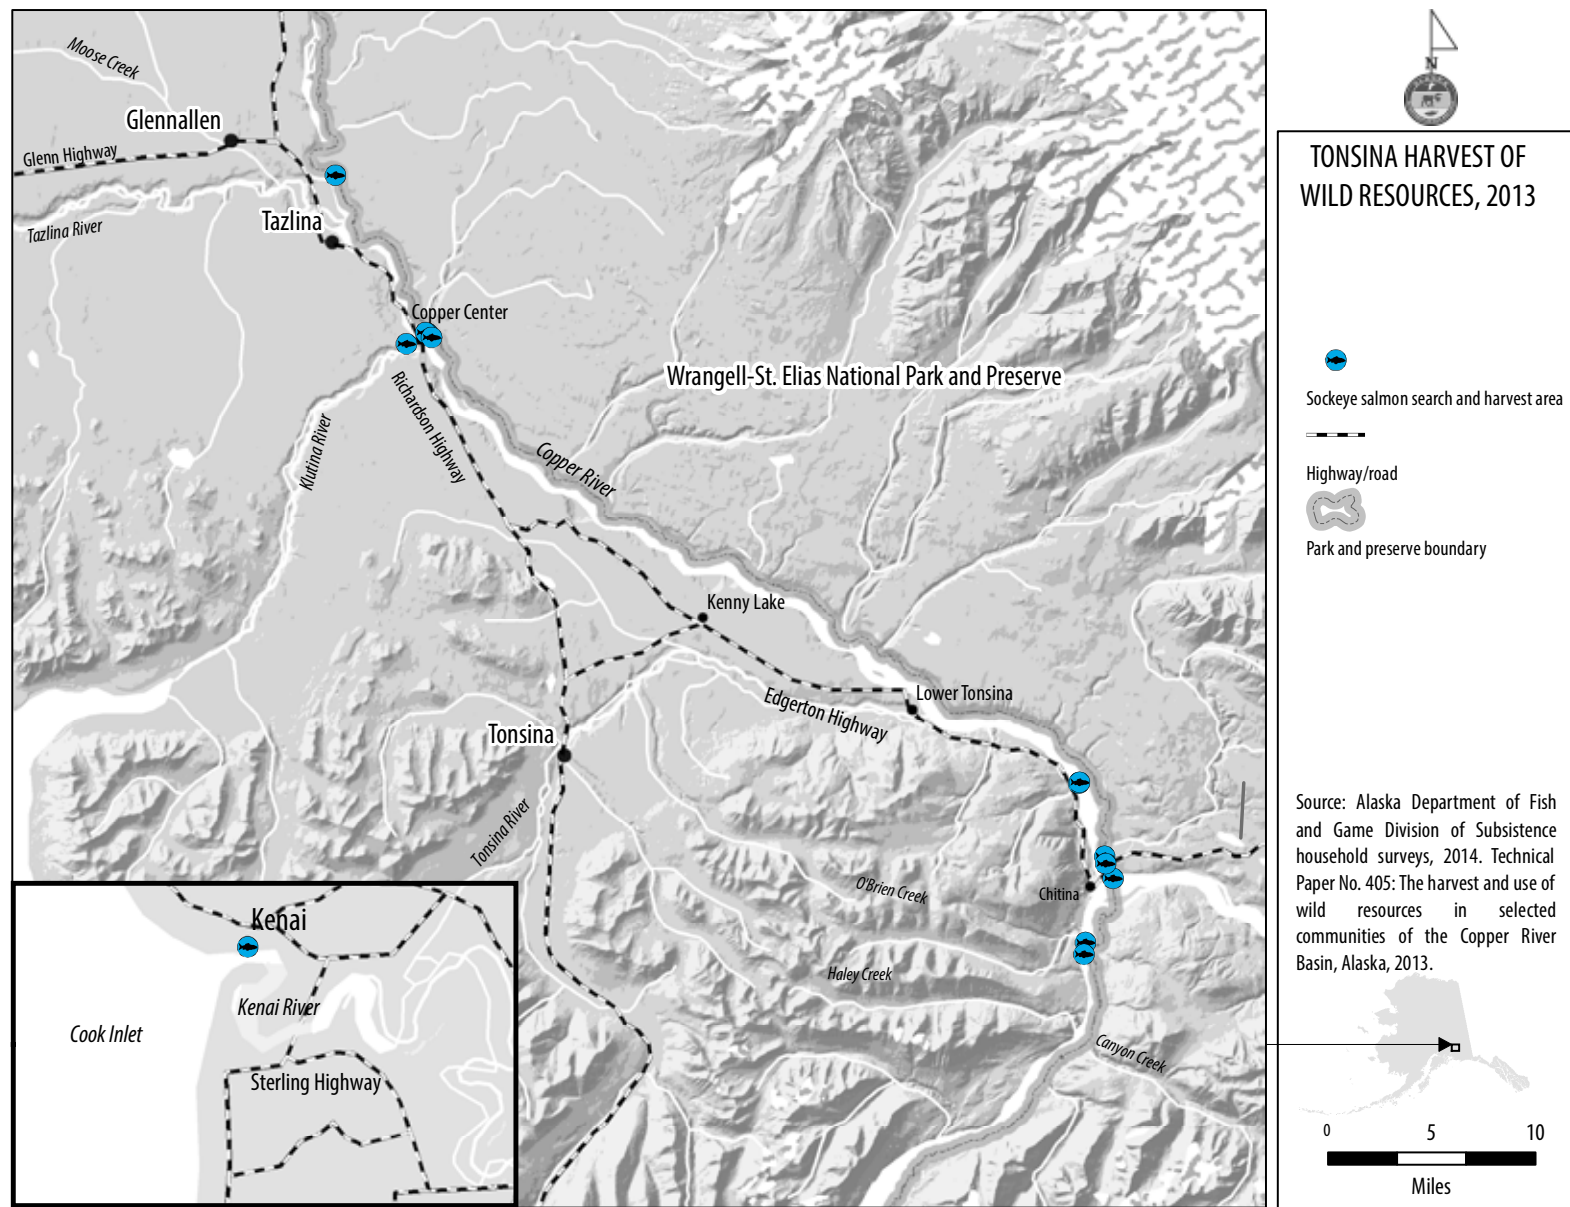 Moose Creek
Glennallen
Glenn Highway
Tazlina River
Tazlina
Copper Center
Wrangell-St. Elias National Park and Preserve
Richardson Highway
Klutina River
Copper River
Kenny Lake
Lower Tonsina
Edgerton Highway
Tonsina
Tonsina River
O'Brien Creek
Chitina
Haley Creek
Canyon Creek
Kenai
Kenai River
Cook Inlet
Sterling Highway
N
TONSINA HARVEST OF
WILD RESOURCES, 2013
Sockeye salmon search and harvest area
Highway/road
Park and preserve boundary
Source: Alaska Department of Fish
and Game Division of Subsistence
household surveys, 2014. Technical
Paper No. 405: The harvest and use of
wild resources in selected
communities of the Copper River
Basin, Alaska, 2013.
0 5 10
Miles